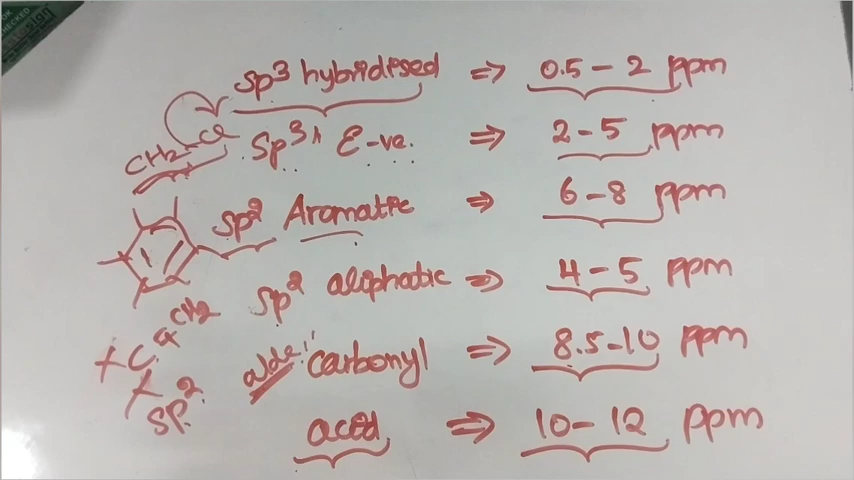 sp3 hybridised ⇒ 0.5 - 2 ppm
CH2-Cl sp3, E-ve. ⇒ 2 - 5 ppm
sp2 Aromatic ⇒ 6 - 8 ppm
sp2 aliphatic ⇒ 4 - 5 ppm
CH2
C
alde carbonyl ⇒ 8.5-10 ppm
SP2
acid ⇒ 10- 12 ppm